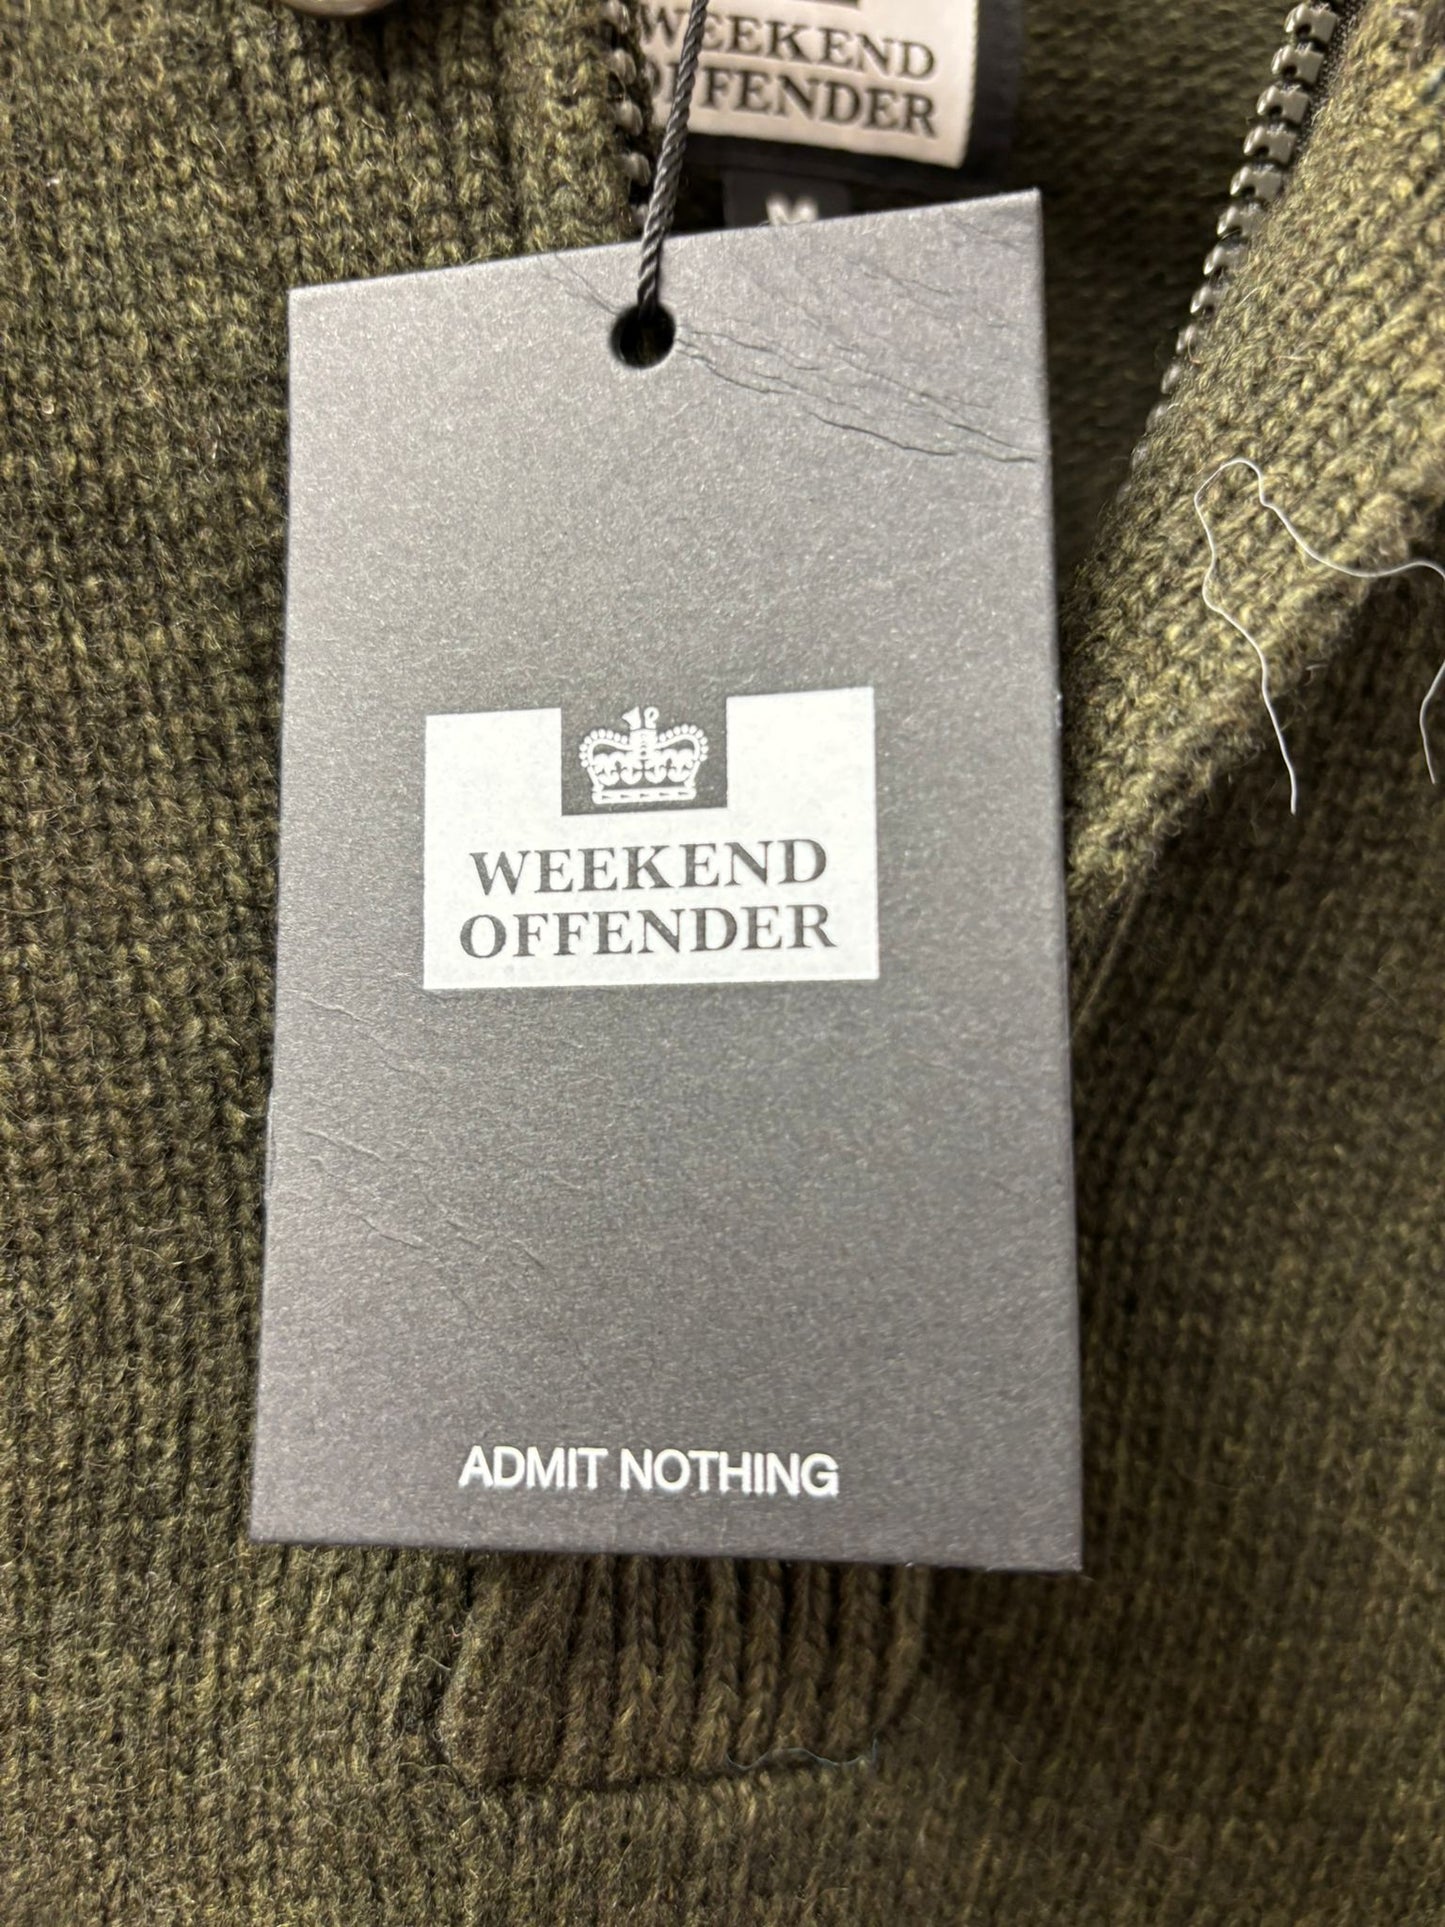 WEEKEND
OFFENDER
M
WEEKEND
OFFENDER
ADMIT NOTHING